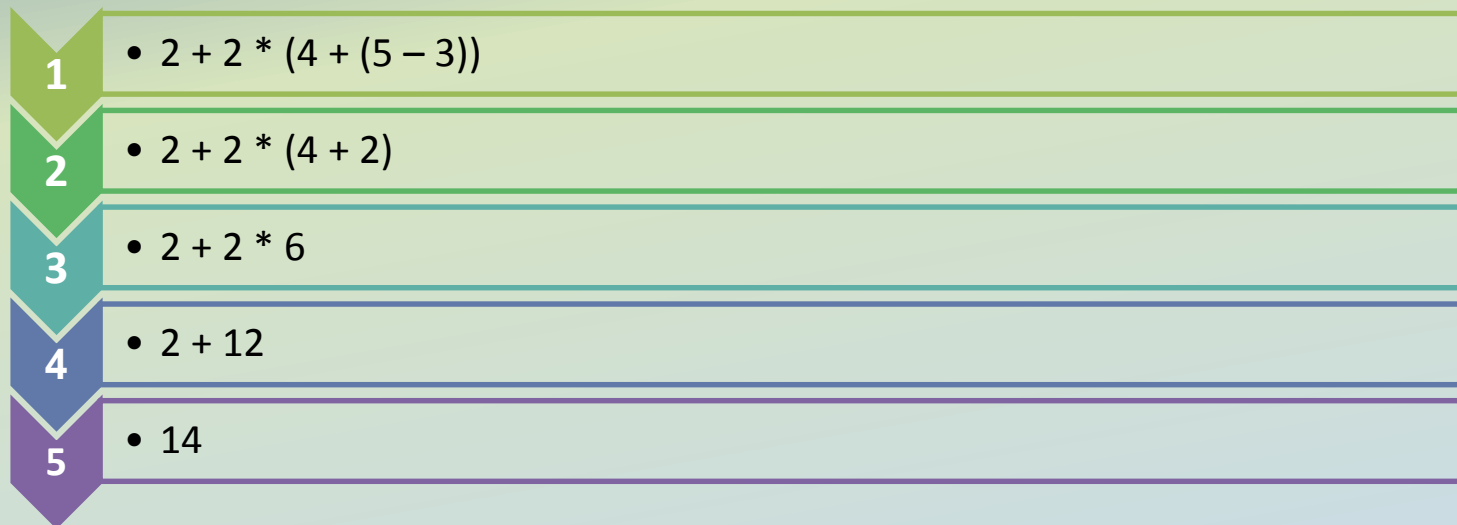 1 • 2 + 2 * (4 + (5 – 3))
2 • 2 + 2 * (4 + 2)
3 • 2 + 2 * 6
4 • 2 + 12
5 • 14